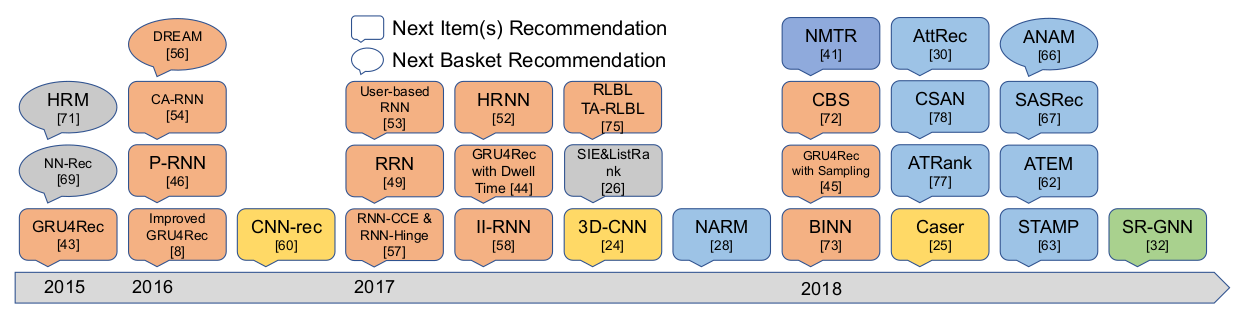 Next Item(s) Recommendation
Next Basket Recommendation
HRM
[71]
NN-Rec
[69]
GRU4Rec
[43]
DREAM
[56]
CA-RNN
[54]
P-RNN
[46]
Improved
GRU4Rec
[8]
CNN-rec
[60]
User-based
RNN
[53]
RRN
[49]
RNN-CCE &
RNN-Hinge
[57]
HRNN
[52]
GRU4Rec
with Dwell
Time [44]
II-RNN
[58]
RLBL
TA-RLBL
[75]
SIE&ListRa
nk
[26]
3D-CNN
[24]
NARM
[28]
NMTR
[41]
CBS
[72]
GRU4Rec
with Sampling
[45]
BINN
[73]
AttRec
[30]
CSAN
[78]
ATRank
[77]
Caser
[25]
ANAM
[66]
SASRec
[67]
ATEM
[62]
STAMP
[63]
SR-GNN
[32]
2015
2016
2017
2018